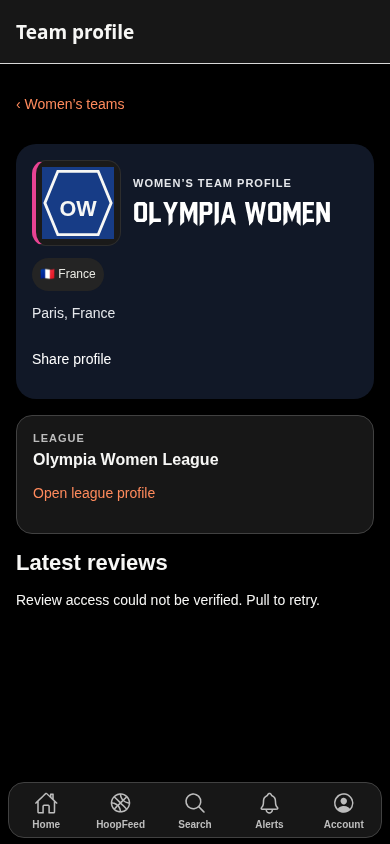 Team profile
‹ Women’s teams
OW
WOMEN’S TEAM PROFILE
OLYMPIA WOMEN
France
Paris, France
Share profile
LEAGUE
Olympia Women League
Open league profile
Latest reviews
Review access could not be verified. Pull to retry.
Home HoopFeed Search Alerts Account